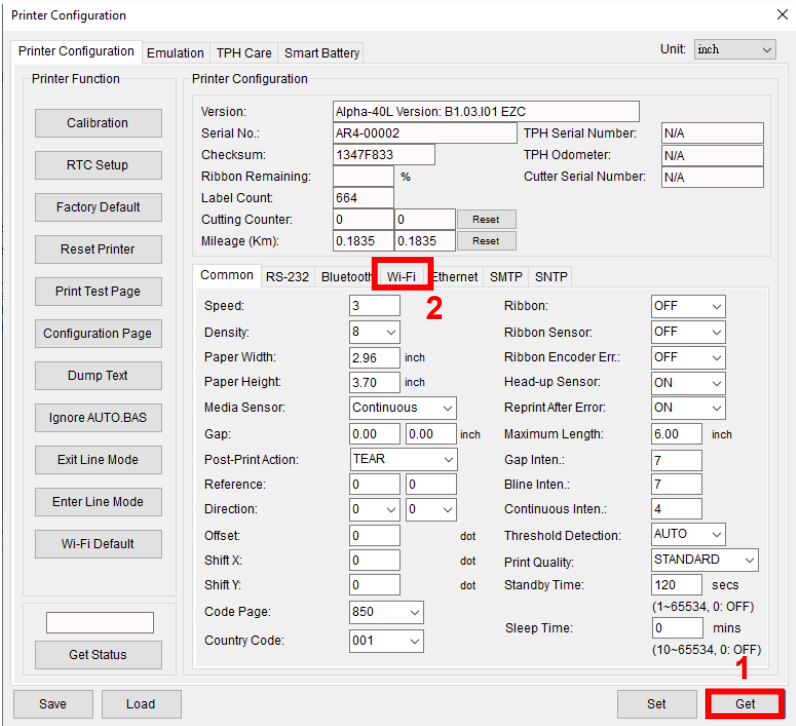 Printer Configuration
Printer Configuration Emulation TPH Care Smart Battery Unit: inch
Printer Function
Calibration
RTC Setup
Factory Default
Reset Printer
Print Test Page
Configuration Page
Dump Text
Ignore AUTO.BAS
Exit Line Mode
Enter Line Mode
Wi-Fi Default
Get Status
Printer Configuration
Version: Alpha-40L Version: B1.03.I01 EZC
Serial No.: AR4-00002 TPH Serial Number: N/A
Checksum: 1347F833 TPH Odometer: N/A
Ribbon Remaining: % Cutter Serial Number: N/A
Label Count: 664
Cutting Counter: 0 0 Reset
Mileage (Km): 0.1835 0.1835 Reset
Common RS-232 Bluetooth Wi-Fi Ethernet SMTP SNTP
2
Speed: 3 Ribbon: OFF
Density: 8 Ribbon Sensor: OFF
Paper Width: 2.96 inch Ribbon Encoder Err.: OFF
Paper Height: 3.70 inch Head-up Sensor: ON
Media Sensor: Continuous Reprint After Error: ON
Gap: 0.00 0.00 inch Maximum Length: 6.00 inch
Post-Print Action: TEAR Gap Inten.: 7
Reference: 0 0 Bline Inten.: 7
Direction: 0 0 Continuous Inten.: 4
Offset: 0 dot Threshold Detection: AUTO
Shift X: 0 dot Print Quality: STANDARD
Shift Y: 0 dot Standby Time: 120 secs
(1~65534, 0: OFF)
Code Page: 850 Sleep Time: 0 mins
Country Code: 001 (10~65534, 0: OFF)
1
Save Load Set Get